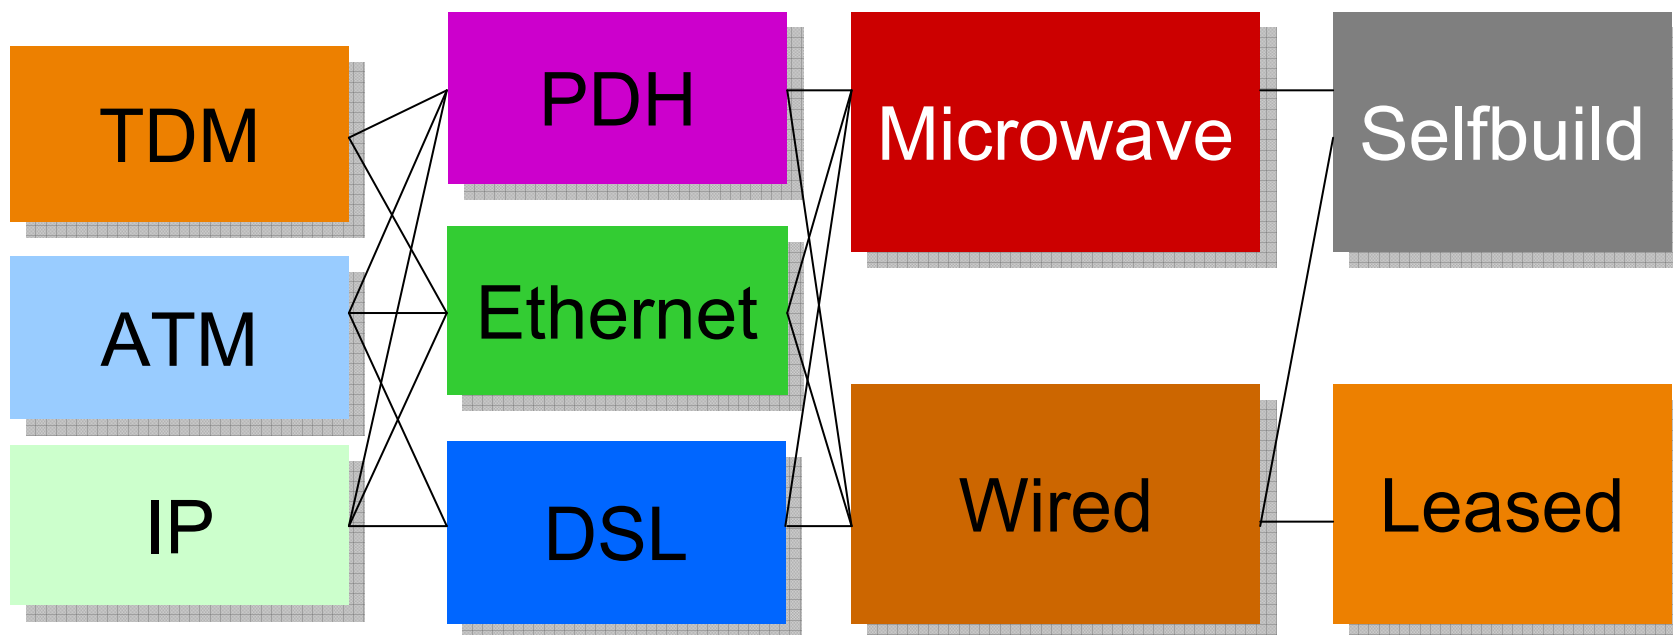 TDM
ATM
IP
PDH
Ethernet
DSL
Microwave
Wired
Selfbuild
Leased